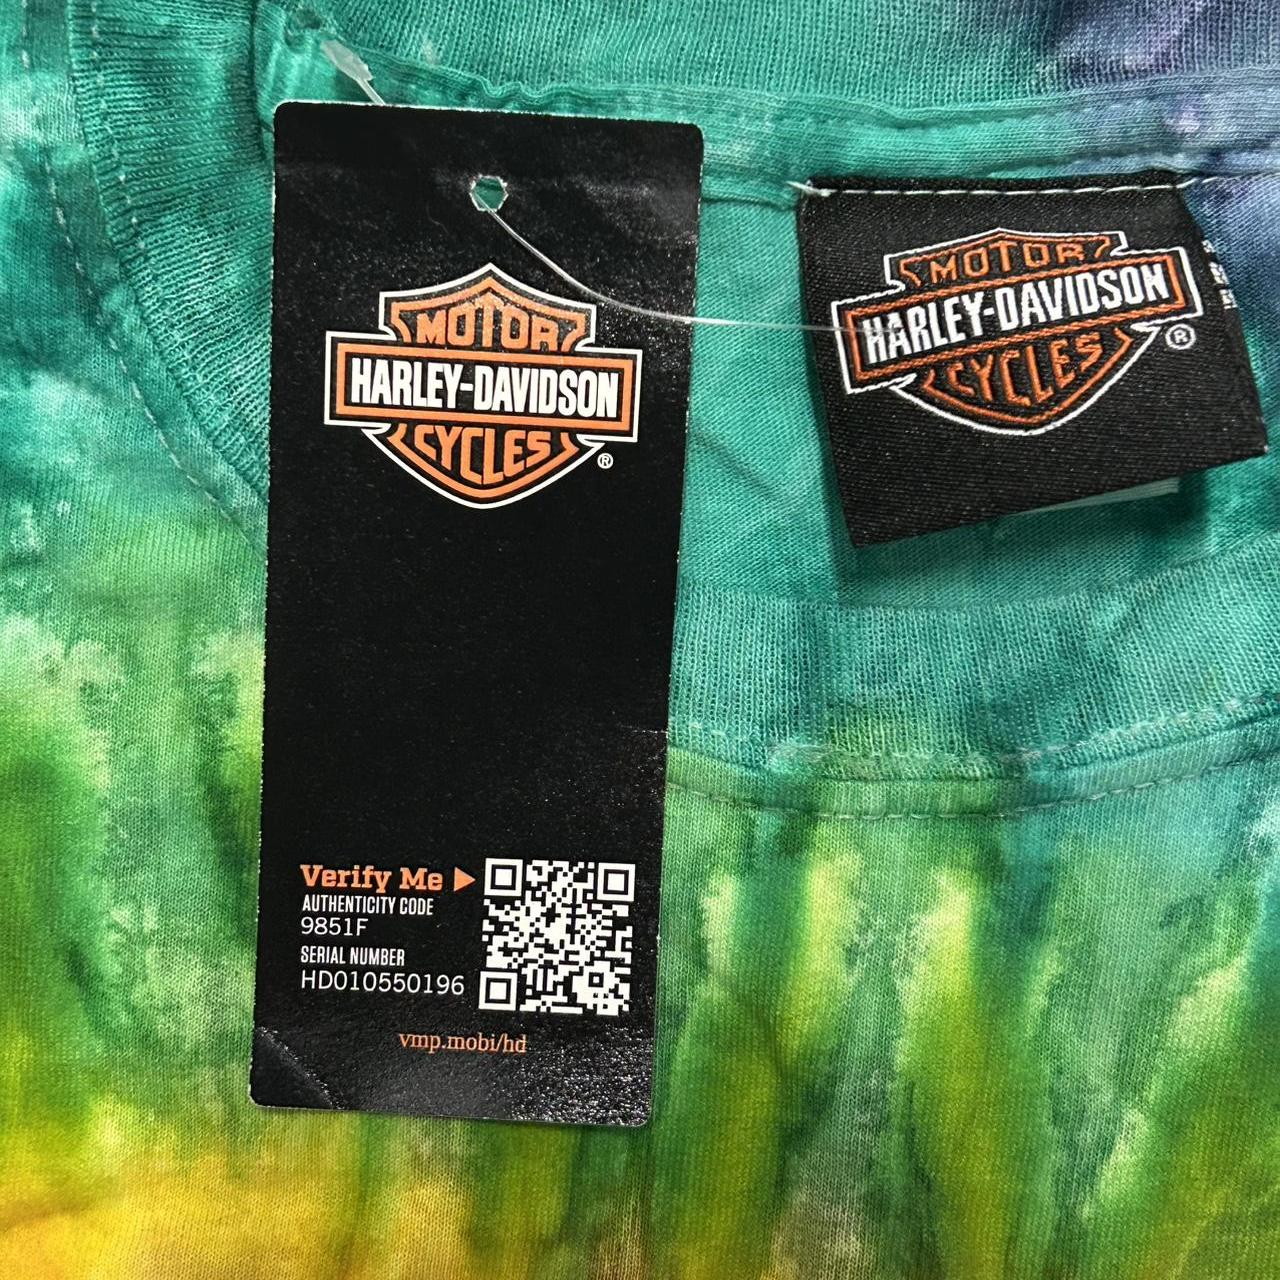 MOTOR
HARLEY-DAVIDSON
CYCLES
®
Verify Me
AUTHENTICITY CODE
9851F
SERIAL NUMBER
HD010550196
vmp.mobi/hd
MOTOR
HARLEY-DAVIDSON
CYCLES
®